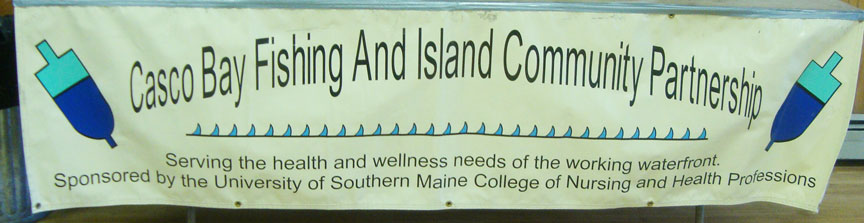 Casco Bay Fishing And Island Community Partnership
Serving the health and wellness needs of the working waterfront.
Sponsored by the University of Southern Maine College of Nursing and Health Professions